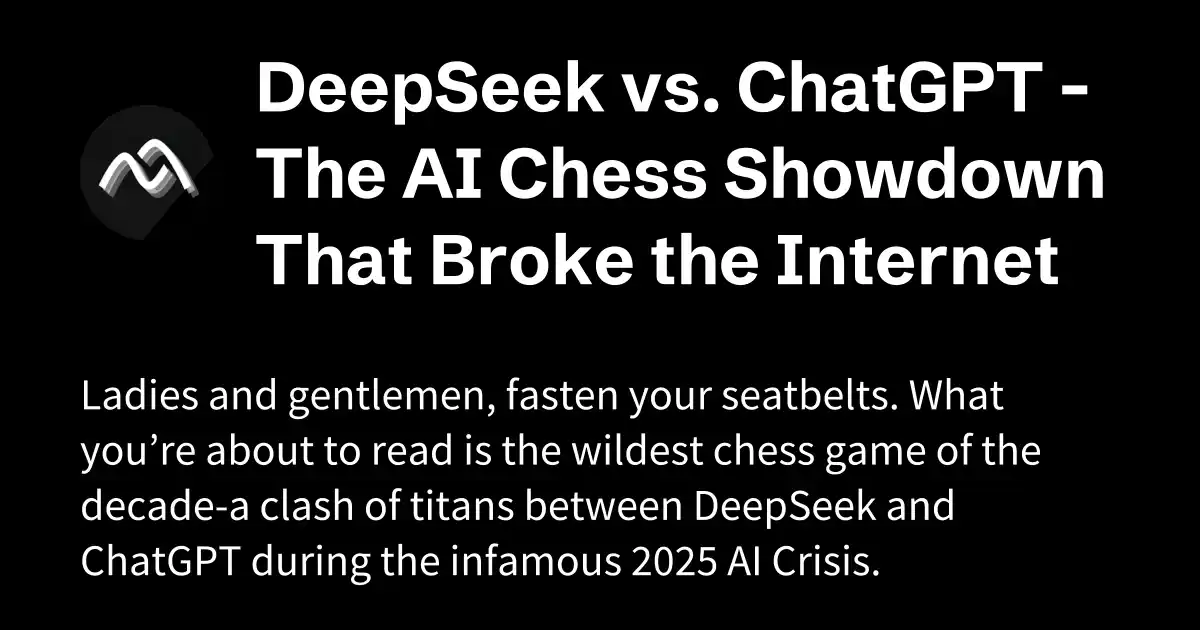 DeepSeek vs. ChatGPT -
The AI Chess Showdown
That Broke the Internet
Ladies and gentlemen, fasten your seatbelts. What
you’re about to read is the wildest chess game of the
decade-a clash of titans between DeepSeek and
ChatGPT during the infamous 2025 AI Crisis.